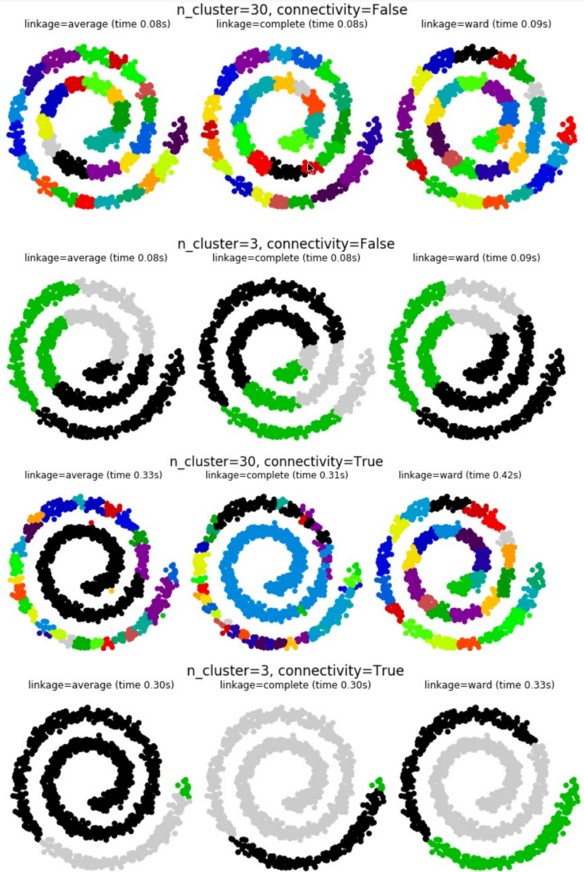 n_cluster=30, connectivity=False
linkage=average (time 0.08s) linkage=complete (time 0.08s) linkage=ward (time 0.09s)
n_cluster=3, connectivity=False
linkage=average (time 0.08s) linkage=complete (time 0.08s) linkage=ward (time 0.09s)
n_cluster=30, connectivity=True
linkage=average (time 0.33s) linkage=complete (time 0.31s) linkage=ward (time 0.42s)
n_cluster=3, connectivity=True
linkage=average (time 0.30s) linkage=complete (time 0.30s) linkage=ward (time 0.33s)